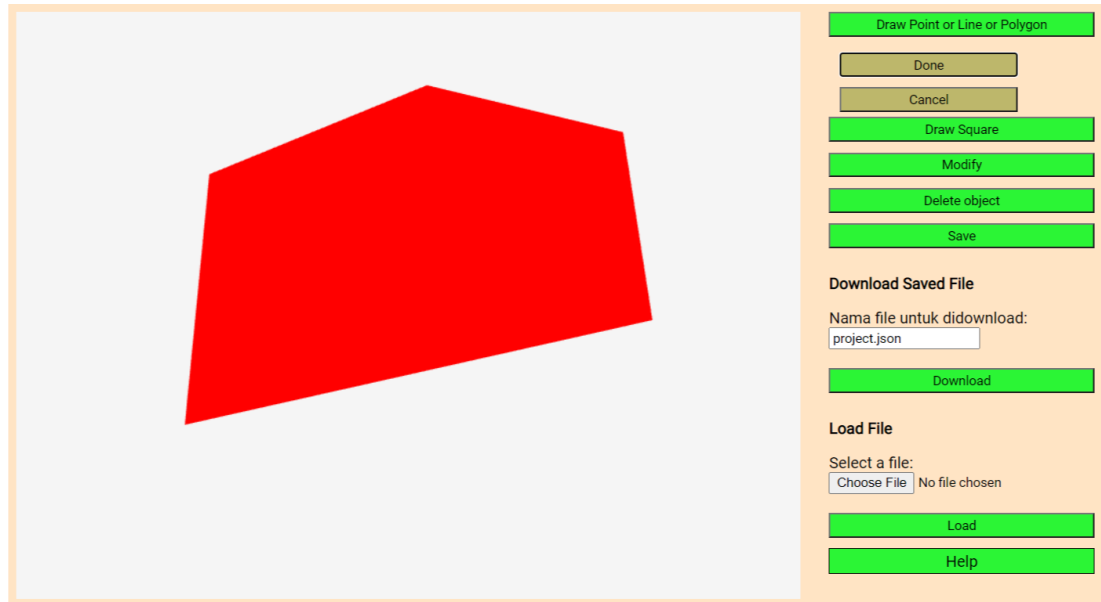 Draw Point or Line or Polygon
Done
Cancel
Draw Square
Modify
Delete object
Save
Download Saved File
Nama file untuk didownload:
project.json
Download
Load File
Select a file:
Choose File No file chosen
Load
Help